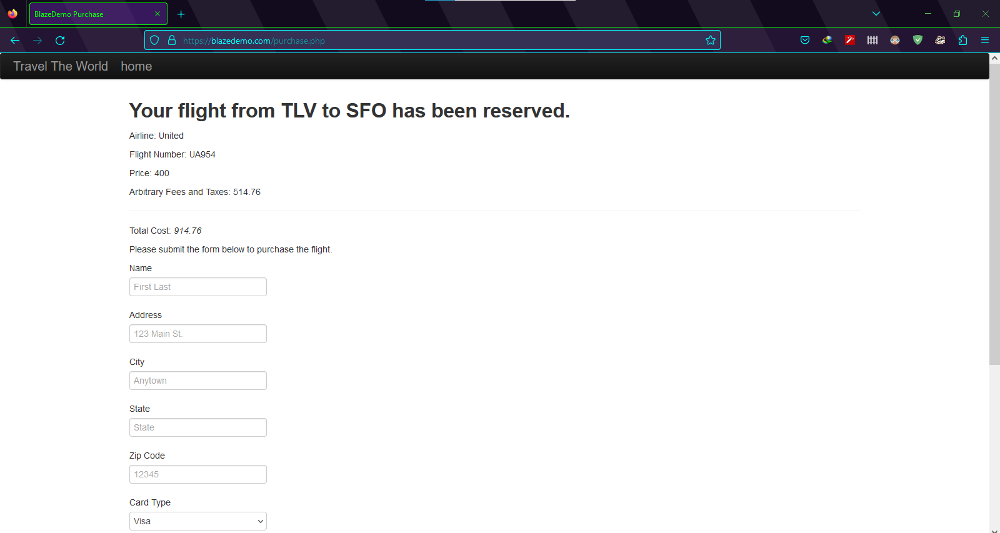 BlazeDemo Purchase
https://blazedemo.com/purchase.php
Travel The World home
Your flight from TLV to SFO has been reserved.
Airline: United
Flight Number: UA954
Price: 400
Arbitrary Fees and Taxes: 514.76
Total Cost: 914.76
Please submit the form below to purchase the flight.
Name
First Last
Address
123 Main St.
City
Anytown
State
State
Zip Code
12345
Card Type
Visa